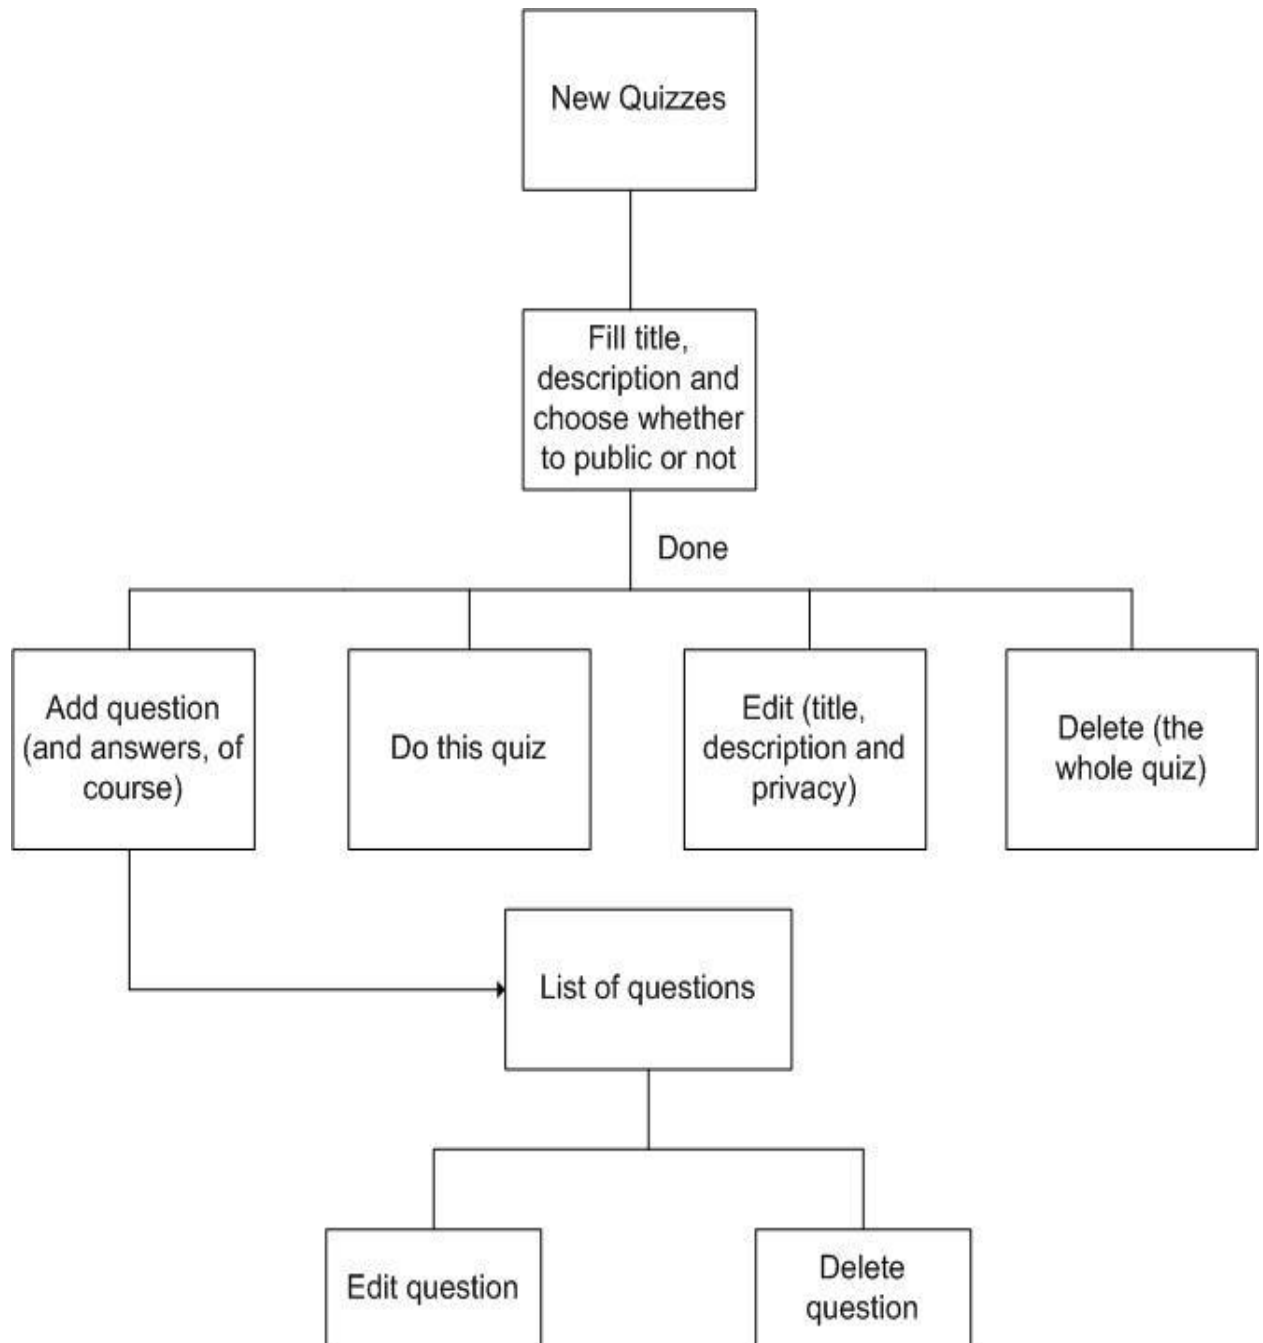 New Quizzes
Fill title,
description and
choose whether
to public or not
Done
Add question
(and answers, of
course)
Do this quiz
Edit (title,
description and
privacy)
Delete (the
whole quiz)
List of questions
Edit question
Delete
question